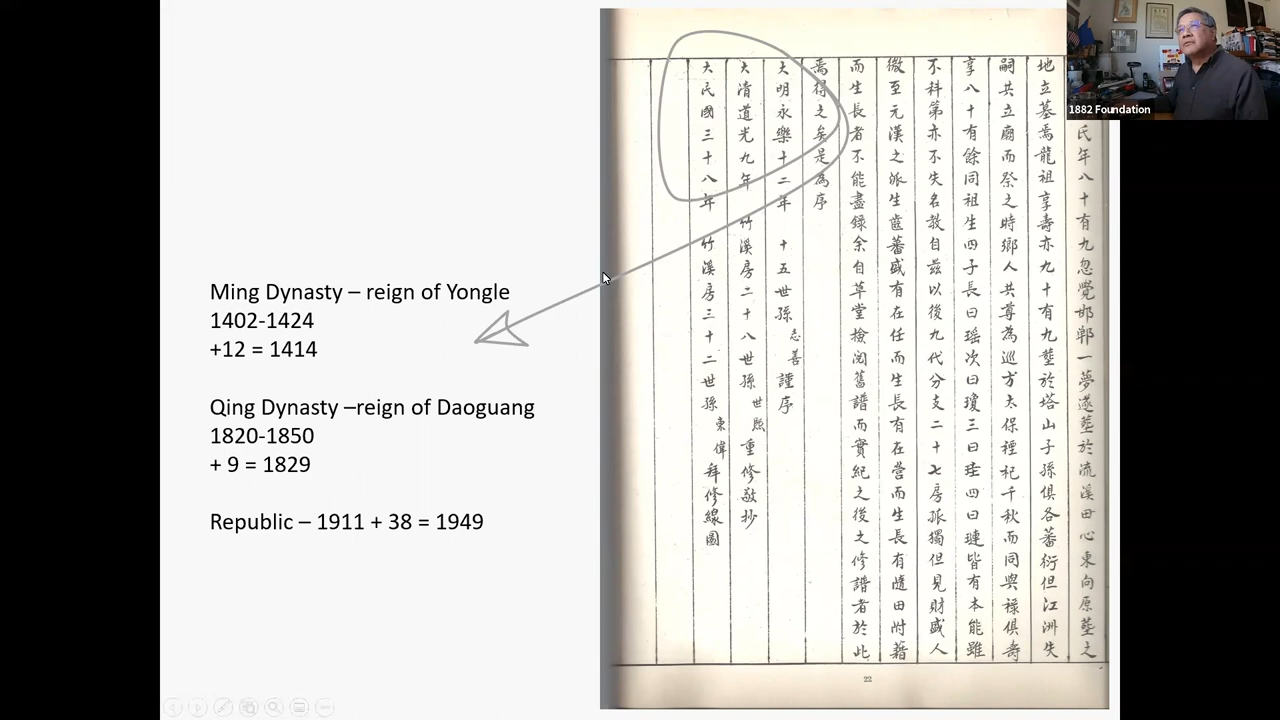 1882 Foundation
Ming Dynasty – reign of Yongle
1402-1424
+12 = 1414
Qing Dynasty –reign of Daoguang
1820-1850
+ 9 = 1829
Republic – 1911 + 38 = 1949
氏年八十有九忽覺邯鄲一夢遂塟於流溪田心東向原塟之
地立墓焉龍祖享壽亦九十有九塟於塔山子孫俱各蕃衍但江洲失
嗣共立廟而祭之時鄉人共尊為巡方太保禋祀千秋而同與祿俱壽
享八十有餘同祖生四子長曰瑶次曰瓊三曰珪四曰璉皆有本能雖
不科第亦不失名教自兹以後九代分支二十七房孤獨但見財盛人
微至元漢之派生齒蕃盛有在任而生長有在營而生長有隨田附籍
而生長者不能盡錄余自草堂檢閱舊譜而實紀之後之修譜者於此
焉得之矣是為序
大明永樂十二年 十五世孫志善謹序
大清道光九年 竹溪房二十八世孫世熙重修敬抄
大民國三十八年 竹溪房三十二世孫東偉拜修線圖
22